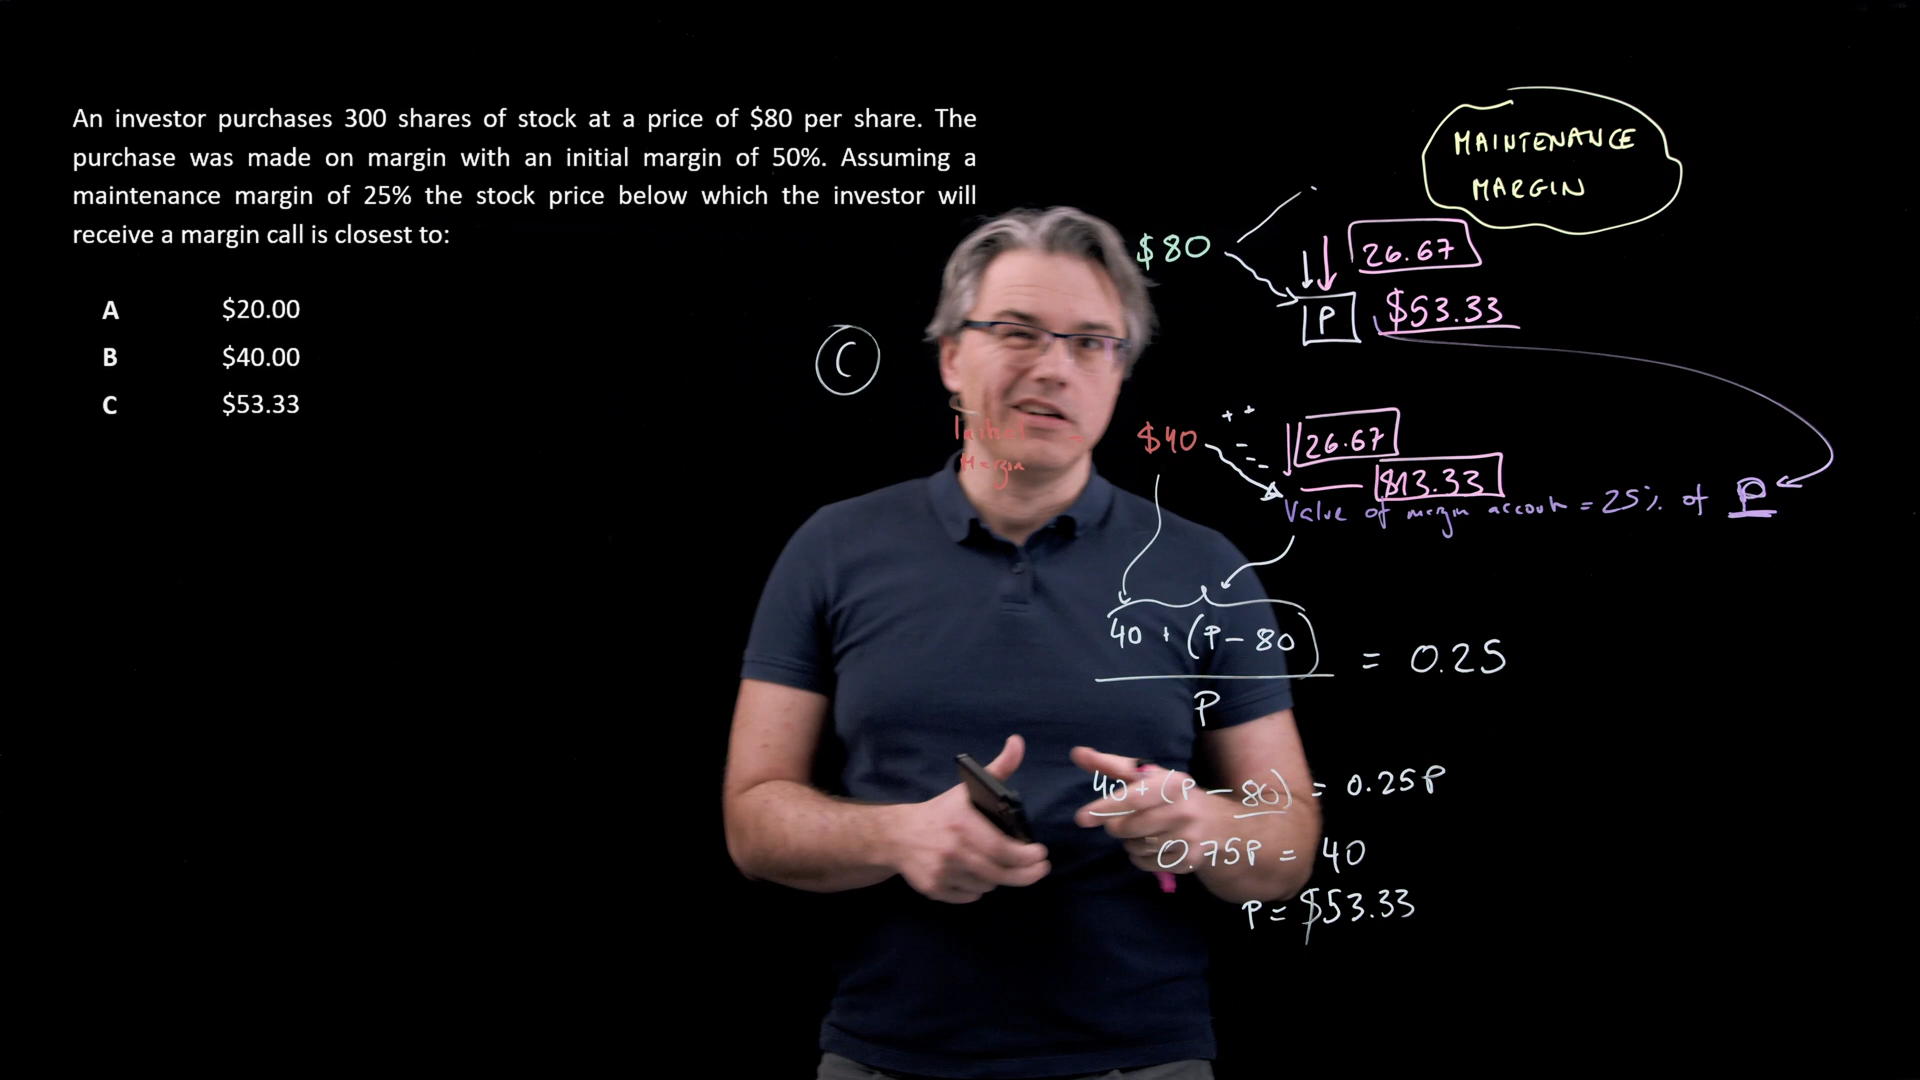 An investor purchases 300 shares of stock at a price of $80 per share. The
purchase was made on margin with an initial margin of 50%. Assuming a
maintenance margin of 25% the stock price below which the investor will
receive a margin call is closest to:
A $20.00
B $40.00
C $53.33
C
MAINTENANCE
MARGIN
$80
26.67
P $53.33
Initial
Margin
=
$40
+ +
- - -
26.67
$13.33
Value of margin account = 25% of P
40 + (P - 80) = 0.25
P
40 + (P - 80) = 0.25P
0.75P = 40
P = $53.33